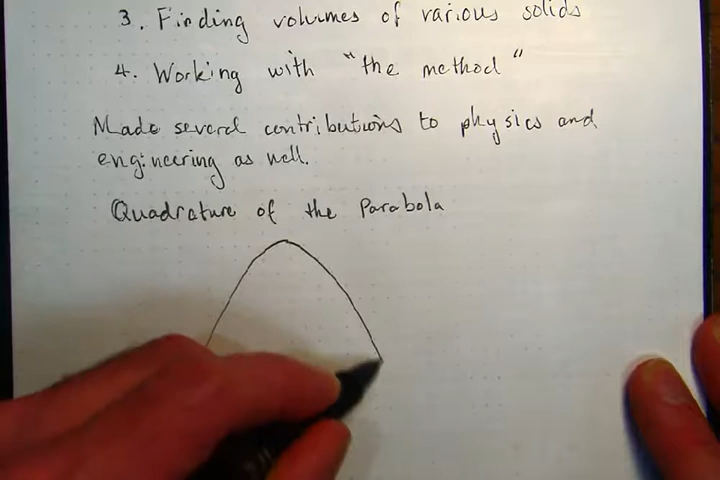 3. Finding volumes of various solids
4. Working with "the method"
Made several contributions to physics and
engineering as well.
Quadrature of the Parabola